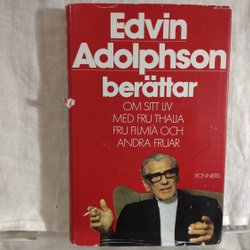 Edvin
Adolphson
berättar
OM SITT LIV
MED FRU THALIA
FRU FILMIA OCH
ANDRA FRUAR
BONNIERS